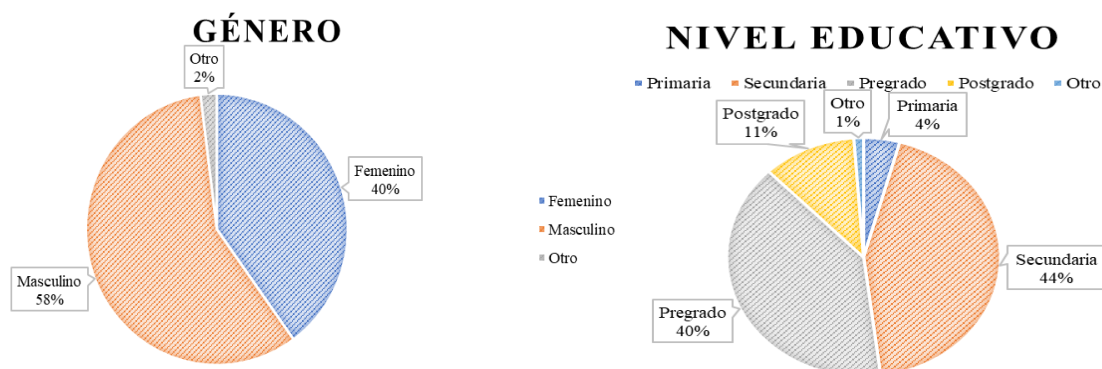 GÉNERO
Otro
2%
Femenino
40%
Masculino
58%
Femenino
Masculino
Otro
NIVEL EDUCATIVO
Primaria Secundaria Pregrado Postgrado Otro
Otro
1%
Primaria
4%
Postgrado
11%
Secundaria
44%
Pregrado
40%